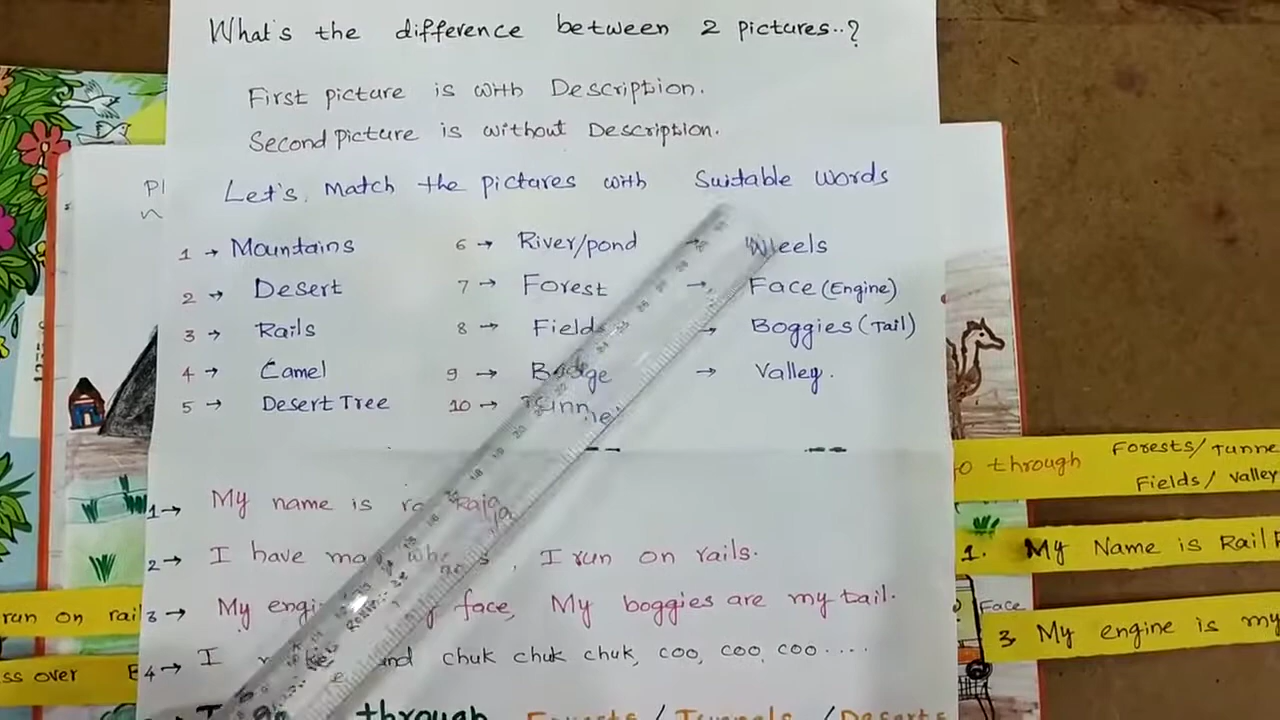 What's the difference between 2 pictures..?
First picture is with Description.
Second picture is without Description.
Let's Match the pictures with Suitable words
1 → Mountains
2 → Desert
3 → Rails
4 → Camel
5 → Desert Tree
6 → River/pond
7 → Forest
8 → Fields
9 →
10 →
→ Wheels
→ Face (Engine)
→ Boggies (Tail)
→ Valley.
1 → My name is
2 → I have I run on rails.
3 → My face, My boggies are my tail.
4 → I chuk chuk chuk, coo, coo, coo....
through Forests / Tunnels / Deserts
through Forests/
Fields/ Valley
1. My Name is Rail
Face
3 My engine is my
run on rail
ss over